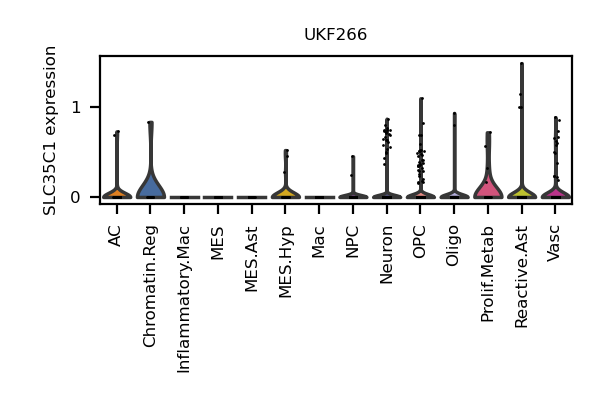 UKF266
SLC35C1 expression
1
0
AC
Chromatin.Reg
Inflammatory.Mac
MES
MES.Ast
MES.Hyp
Mac
NPC
Neuron
OPC
Oligo
Prolif.Metab
Reactive.Ast
Vasc